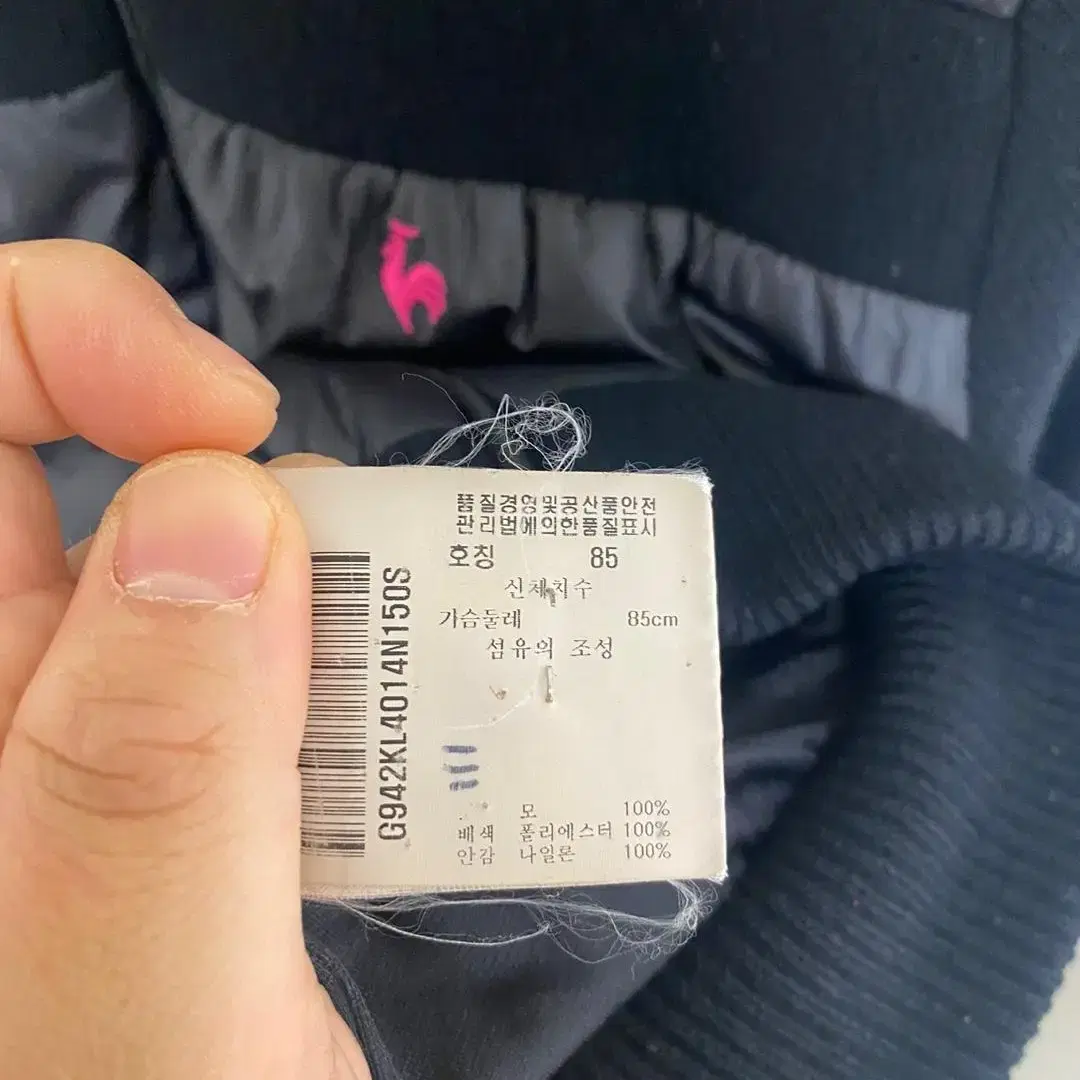 품질경영및공산품안전
관리법에의한품질표시
호칭 85
신체치수
가슴둘레 85cm
섬유의 조성
모 100%
배색 폴리에스터 100%
안감 나일론 100%
G942KL4014N150S